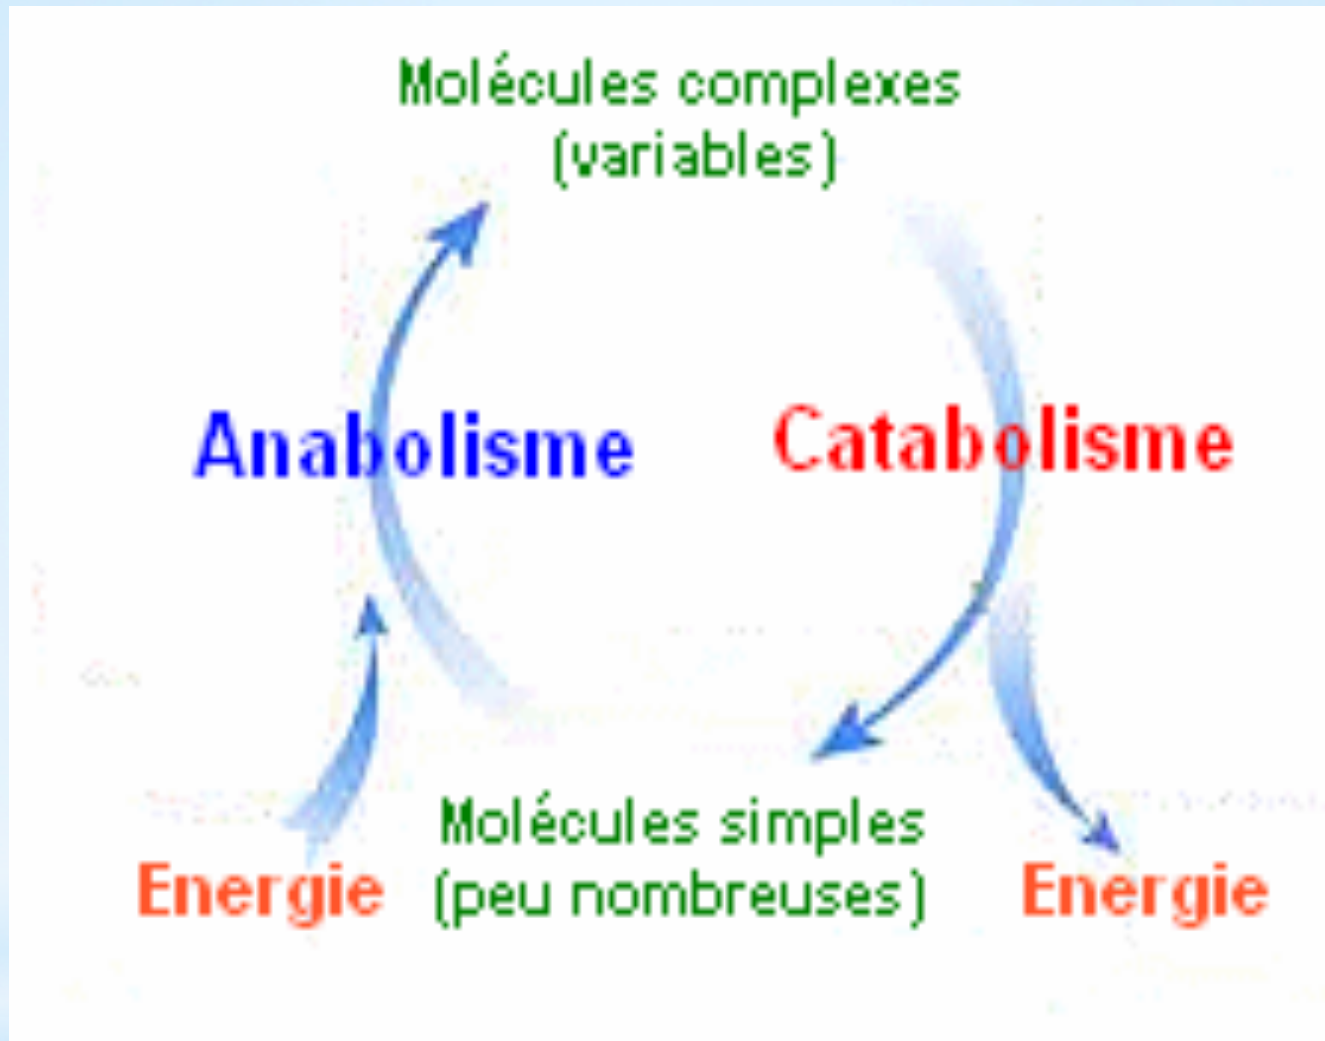 Molécules complexes
(variables)
Anabolisme
Catabolisme
Molécules simples
(peu nombreuses)
Energie
Energie